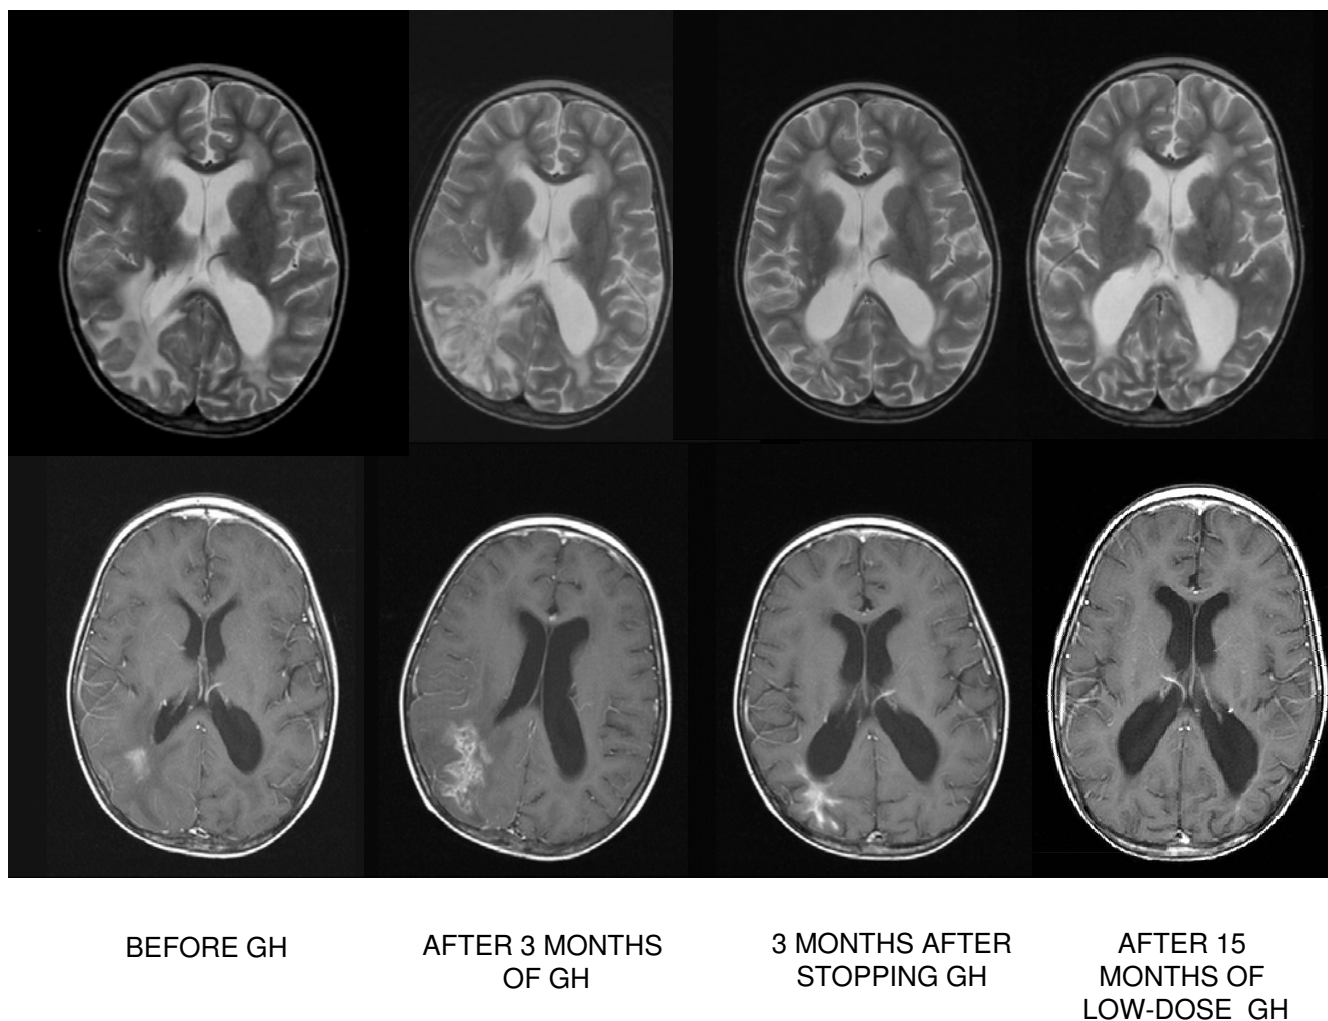 BEFORE GH
AFTER 3 MONTHS
OF GH
3 MONTHS AFTER
STOPPING GH
AFTER 15
MONTHS OF
LOW-DOSE GH